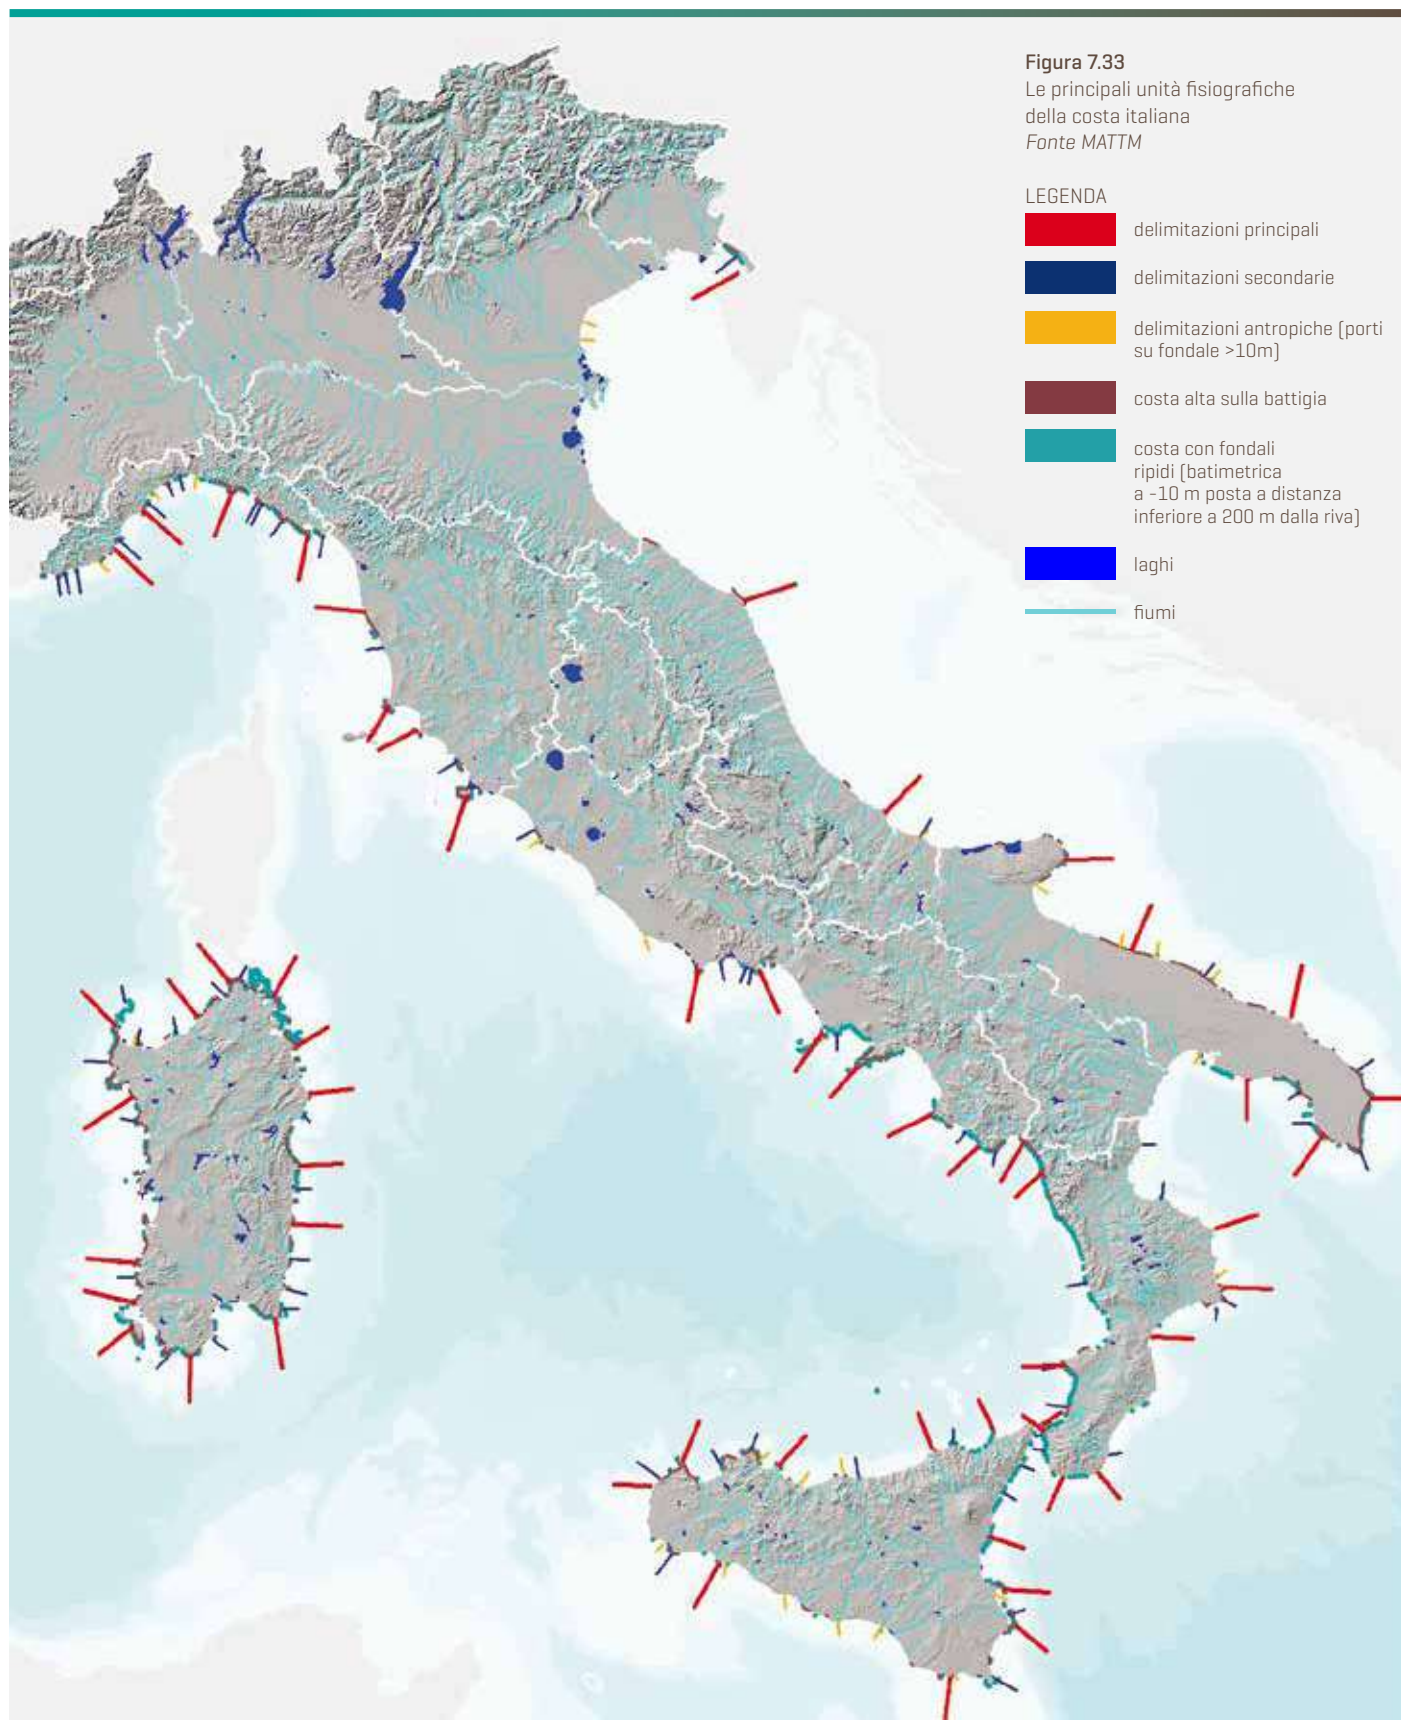 Figura 7.33
Le principali unità fisiografiche
della costa italiana
Fonte MATTM
LEGENDA
delimitazioni principali
delimitazioni secondarie
delimitazioni antropiche (porti
su fondale >10m)
costa alta sulla battigia
costa con fondali
ripidi (batimetrica
a -10 m posta a distanza
inferiore a 200 m dalla riva)
laghi
fiumi